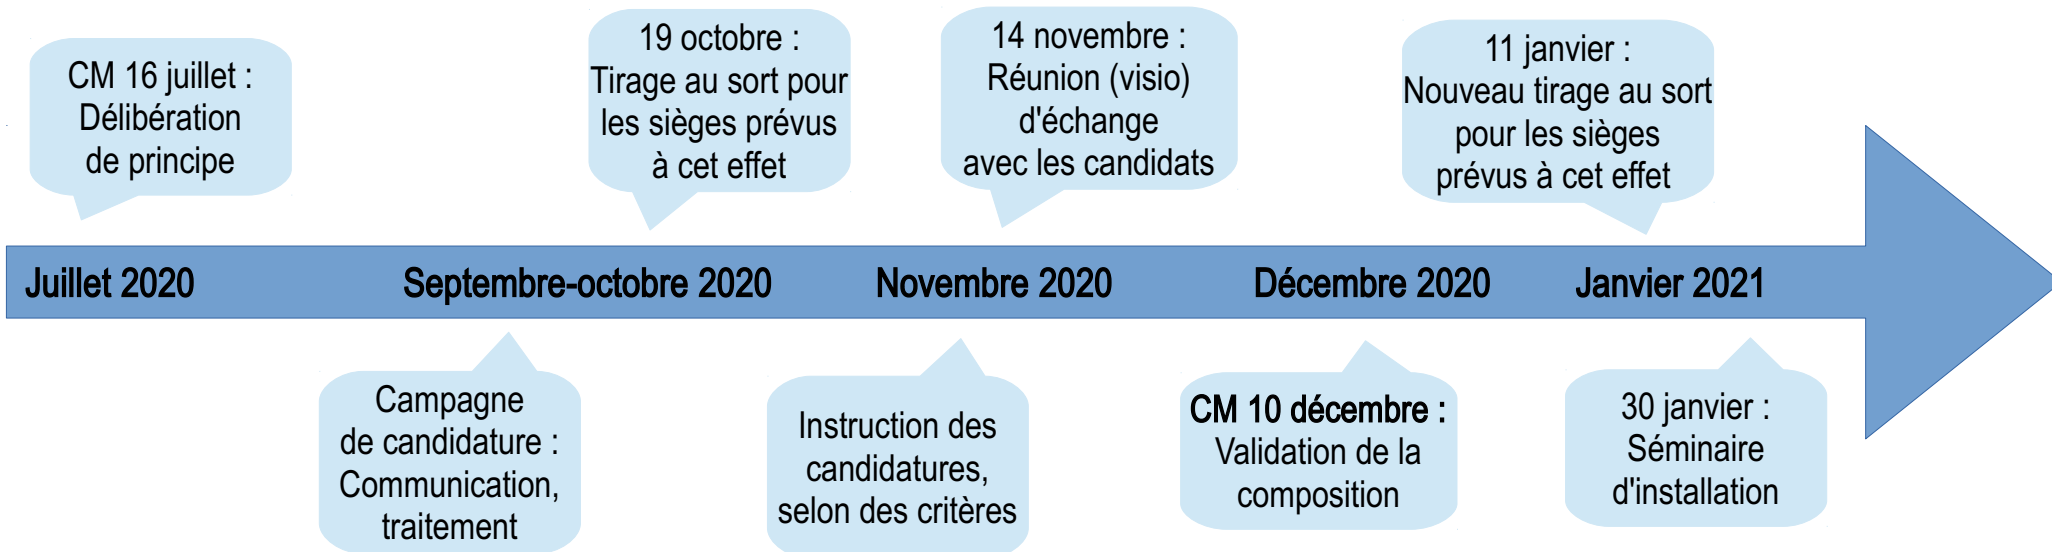 CM 16 juillet :
Délibération
de principe
19 octobre :
Tirage au sort pour
les sièges prévus
à cet effet
14 novembre :
Réunion (visio)
d'échange
avec les candidats
11 janvier :
Nouveau tirage au sort
pour les sièges
prévus à cet effet
Juillet 2020
Septembre-octobre 2020
Novembre 2020
Décembre 2020
Janvier 2021
Campagne
de candidature :
Communication,
traitement
Instruction des
candidatures,
selon des critères
CM 10 décembre :
Validation de la
composition
30 janvier :
Séminaire
d'installation